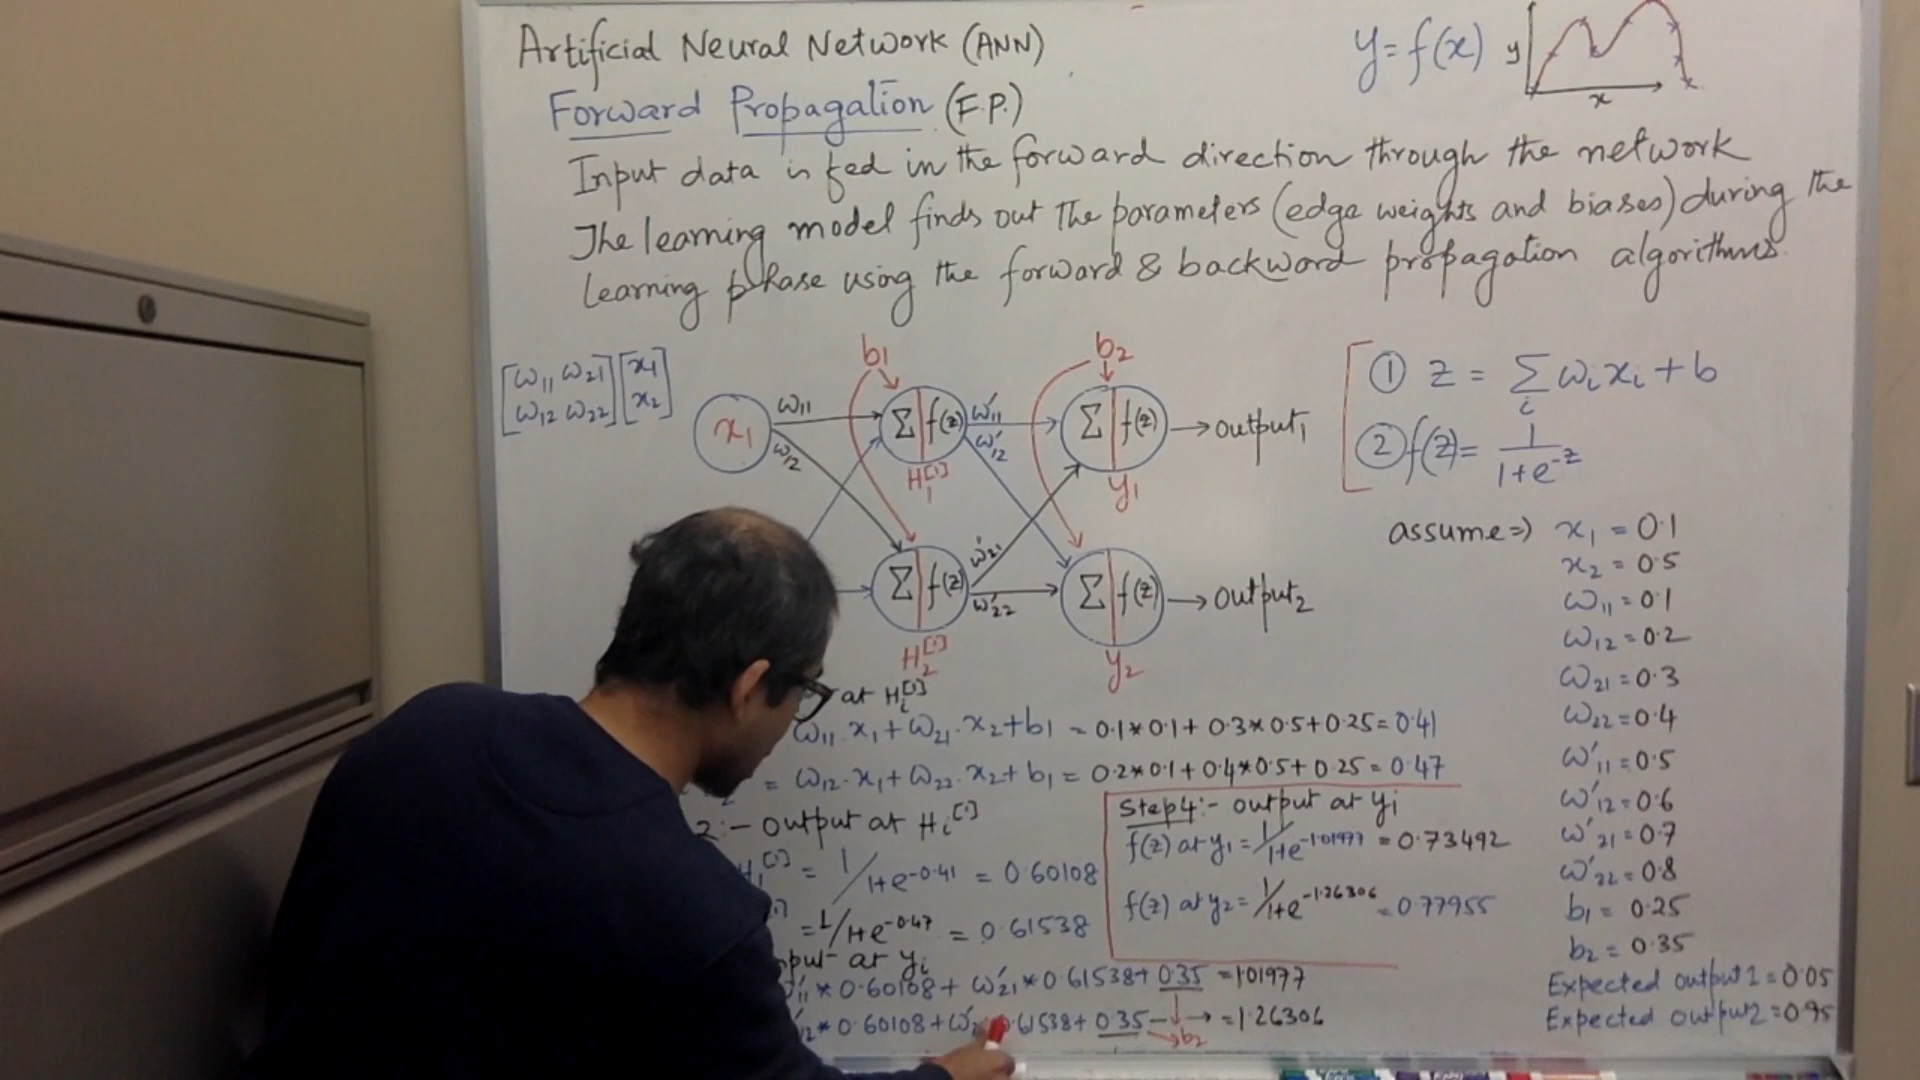 Artificial Neural Network (ANN)
y = f(x)
y
x
Forward Propagation (F.P.)
Input data is fed in the forward direction through the network
The learning model finds out the parameters (edge weights and biases) during the
learning phase using the forward & backward propagation algorithms.
[ω11 ω21] [x1]
[ω12 ω22] [x2]
b1
b2
x1
ω11
ω12
Σ f(z)
H1[1]
ω'11
ω'12
Σ f(z)
y1
→ output1
Σ f(z)
H2[1]
ω'21
ω'22
Σ f(z)
y2
→ output2
① z = Σi ωi xi + b
② f(z) = 1/(1+e^-z)
assume => x1 = 0.1
x2 = 0.5
ω11 = 0.1
ω12 = 0.2
ω21 = 0.3
ω22 = 0.4
ω'11 = 0.5
ω'12 = 0.6
ω'21 = 0.7
ω'22 = 0.8
b1 = 0.25
b2 = 0.35
Expected output1 = 0.05
Expected output2 = 0.95
at Hi[1]
ω11.x1 + ω21.x2 + b1 = 0.1*0.1 + 0.3*0.5 + 0.25 = 0.41
2 = ω12.x1 + ω22.x2 + b1 = 0.2*0.1 + 0.4*0.5 + 0.25 = 0.47
2:- output at Hi[1]
H1[1] = 1/1+e^-0.41 = 0.60108
= 1/1+e^-0.47 = 0.61538
at yi
ω'11 * 0.60108 + ω'21 * 0.61538 + 0.35 = 1.01977
* 0.60108 + 0.35 → = 1.26306
b2
Step4:- output at yi
f(z) at y1 = 1/1+e^-1.01977 = 0.73492
f(z) at y2 = 1/1+e^-1.26306 = 0.77955